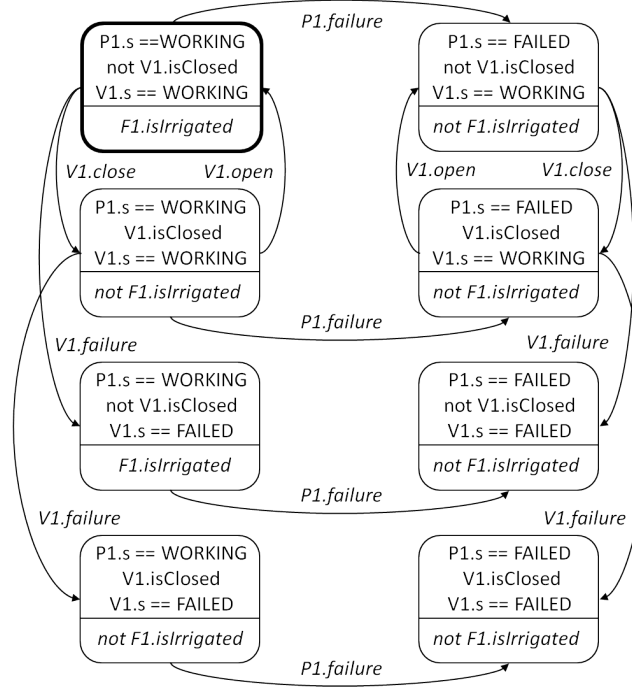 P1.failure
P1.s ==WORKING
not V1.isClosed
V1.s == WORKING
F1.isIrrigated
P1.s == FAILED
not V1.isClosed
V1.s == WORKING
not F1.isIrrigated
V1.close
V1.open
V1.open
V1.close
P1.s == WORKING
V1.isClosed
V1.s == WORKING
not F1.isIrrigated
P1.s == FAILED
V1.isClosed
V1.s == WORKING
not F1.isIrrigated
P1.failure
V1.failure
V1.failure
P1.s == WORKING
not V1.isClosed
V1.s == FAILED
F1.isIrrigated
P1.s == FAILED
not V1.isClosed
V1.s == FAILED
not F1.isIrrigated
P1.failure
V1.failure
V1.failure
P1.s == WORKING
V1.isClosed
V1.s == FAILED
not F1.isIrrigated
P1.s == FAILED
V1.isClosed
V1.s == FAILED
not F1.isIrrigated
P1.failure